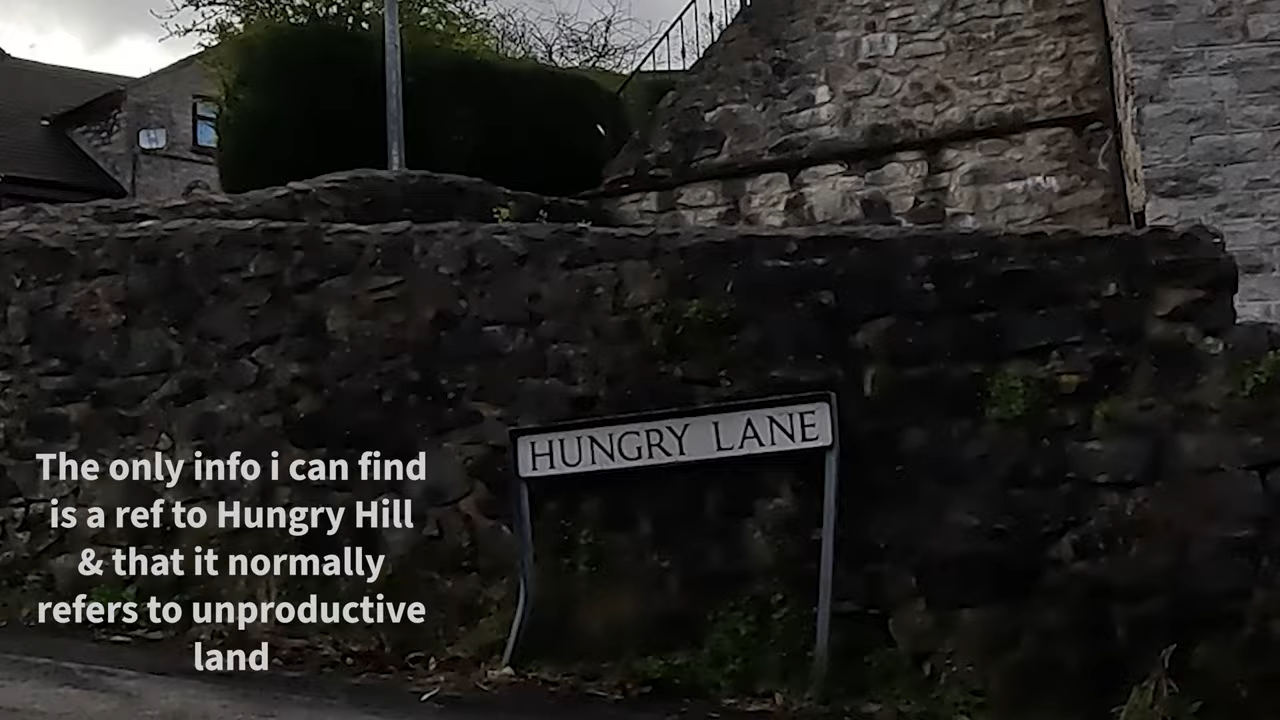 HUNGRY LANE
The only info i can find
is a ref to Hungry Hill
& that it normally
refers to unproductive
land